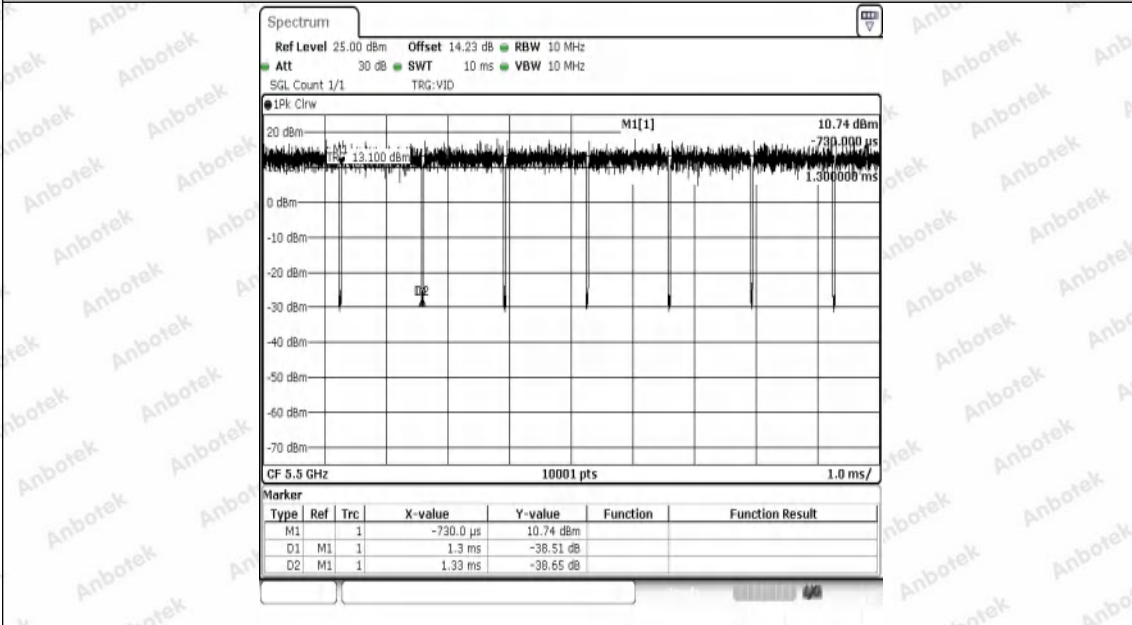 Spectrum
Ref Level 25.00 dBm Offset 14.23 dB RBW 10 MHz
Att 30 dB SWT 10 ms VBW 10 MHz
SGL Count 1/1 TRG:VID
1Pk Clrw
M1[1] 10.74 dBm
-730.000 µs
1.300000 ms
20 dBm
M1
TRG 13.100 dBm
0 dBm
-10 dBm
-20 dBm
D2
-30 dBm
-40 dBm
-50 dBm
-60 dBm
-70 dBm
CF 5.5 GHz 10001 pts 1.0 ms/
Marker
Type Ref Trc X-value Y-value Function Function Result
M1 1 -730.0 µs 10.74 dBm
D1 M1 1 1.3 ms -38.51 dB
D2 M1 1 1.33 ms -38.65 dB
Anbotek